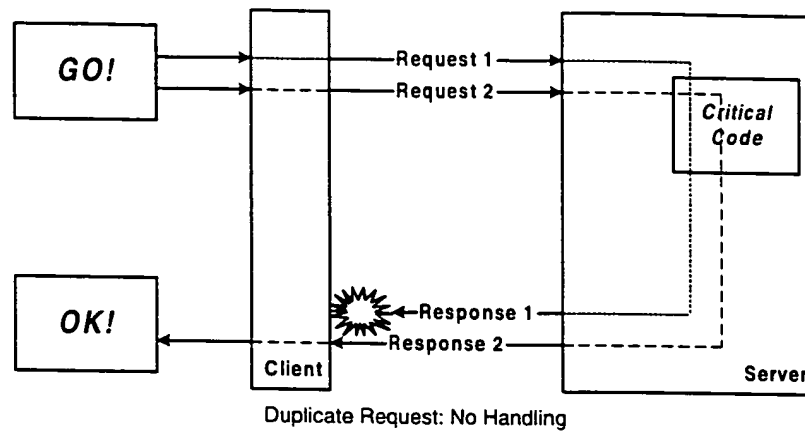 GO!
Request 1
Request 2
Critical
Code
OK!
Response 1
Response 2
Client
Server
Duplicate Request: No Handling